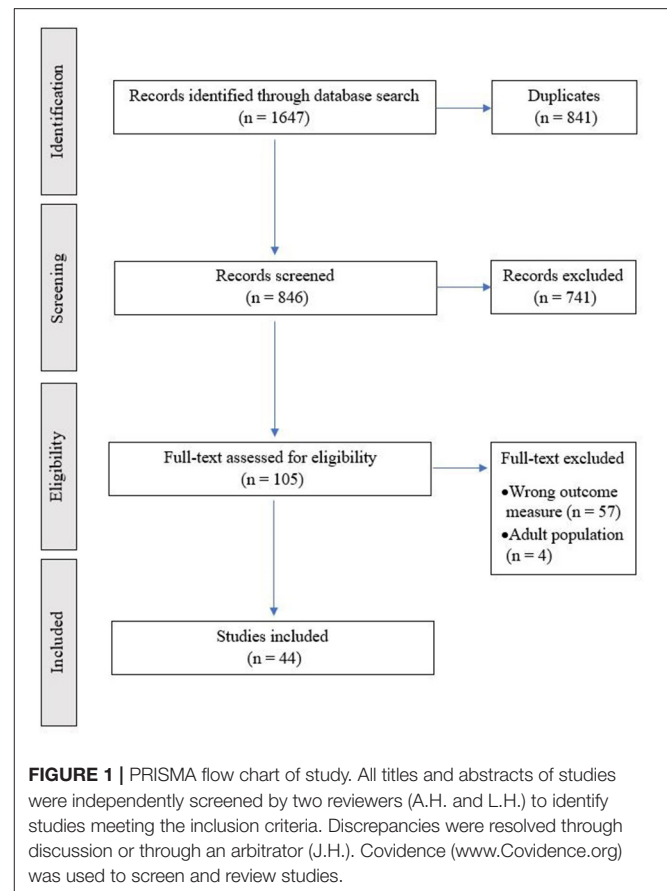 Identification
Records identified through database search
(n = 1647)
Duplicates
(n = 841)
Screening
Records screened
(n = 846)
Records excluded
(n = 741)
Eligibility
Full-text assessed for eligibility
(n = 105)
Full-text excluded
•Wrong outcome
measure (n = 57)
•Adult population
(n = 4)
Included
Studies included
(n = 44)
FIGURE 1 | PRISMA flow chart of study. All titles and abstracts of studies
were independently screened by two reviewers (A.H. and L.H.) to identify
studies meeting the inclusion criteria. Discrepancies were resolved through
discussion or through an arbitrator (J.H.). Covidence (www.Covidence.org)
was used to screen and review studies.